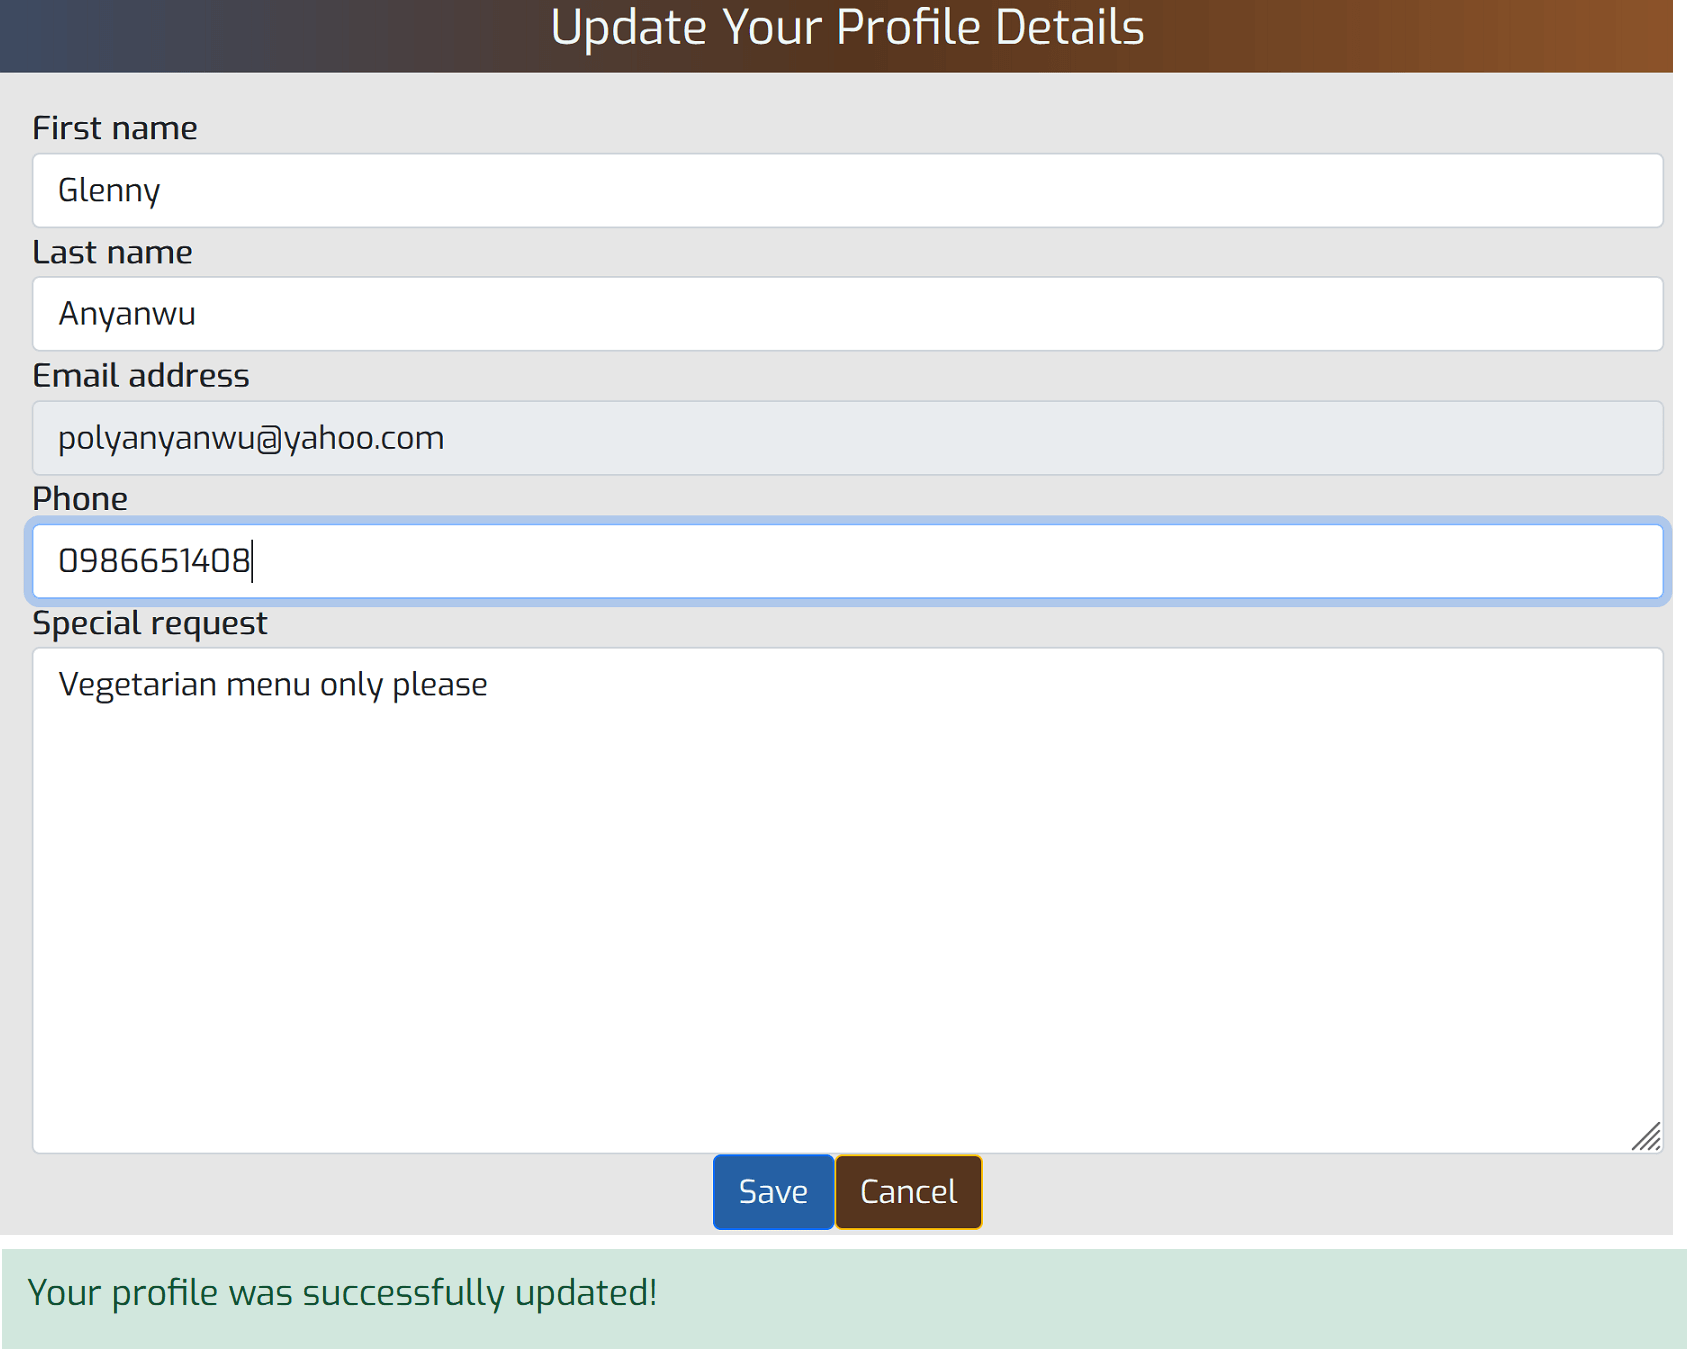 Update Your Profile Details
First name
Glenny
Last name
Anyanwu
Email address
polyanyanwu@yahoo.com
Phone
0986651408
Special request
Vegetarian menu only please
Save Cancel
Your profile was successfully updated!